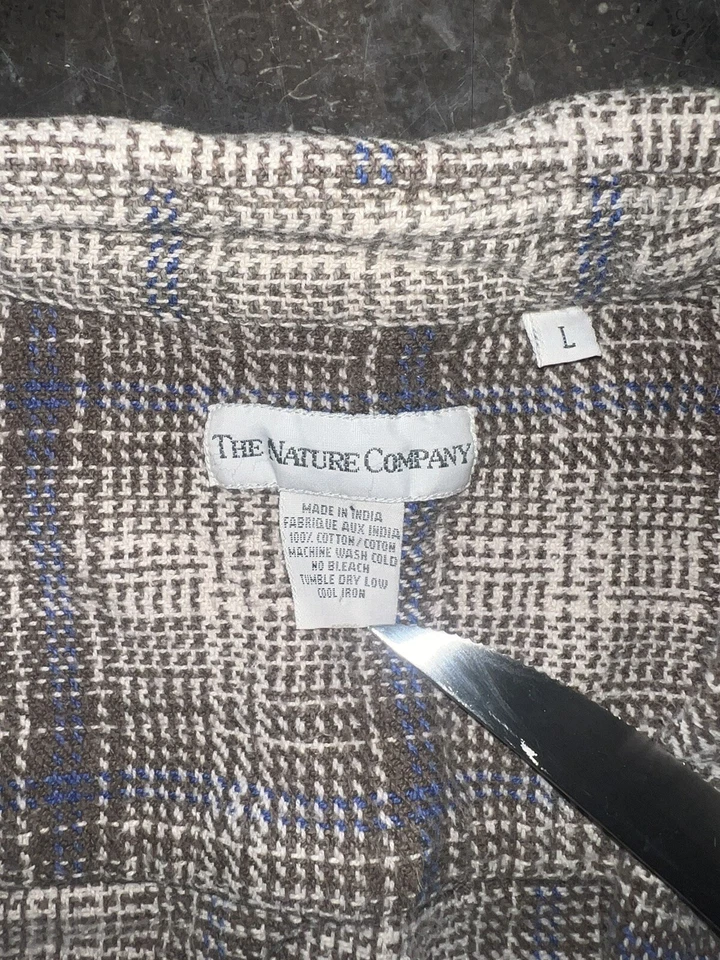 L
THE NATURE COMPANY
MADE IN INDIA
FABRIQUE AUX INDIA
100% COTTON/COTON
MACHINE WASH COLD
NO BLEACH
TUMBLE DRY LOW
COOL IRON